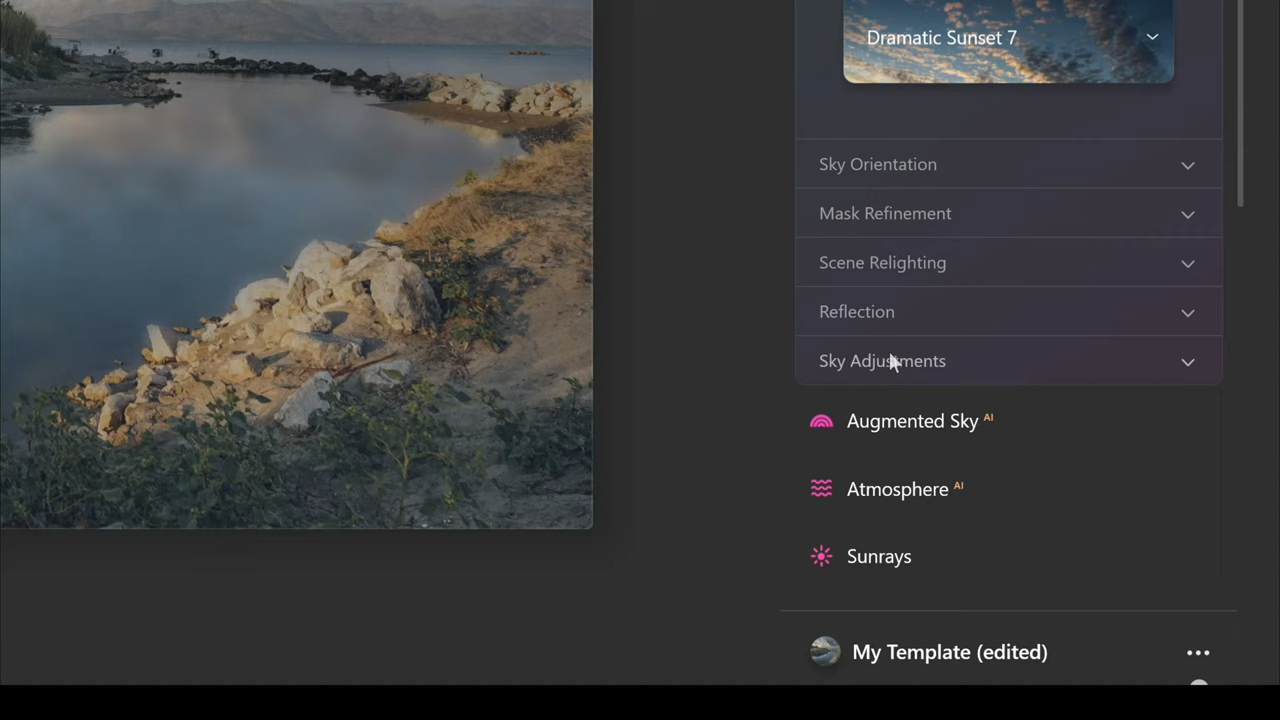 Dramatic Sunset 7
Sky Orientation
Mask Refinement
Scene Relighting
Reflection
Sky Adjustments
Augmented Sky AI
Atmosphere AI
Sunrays
My Template (edited)